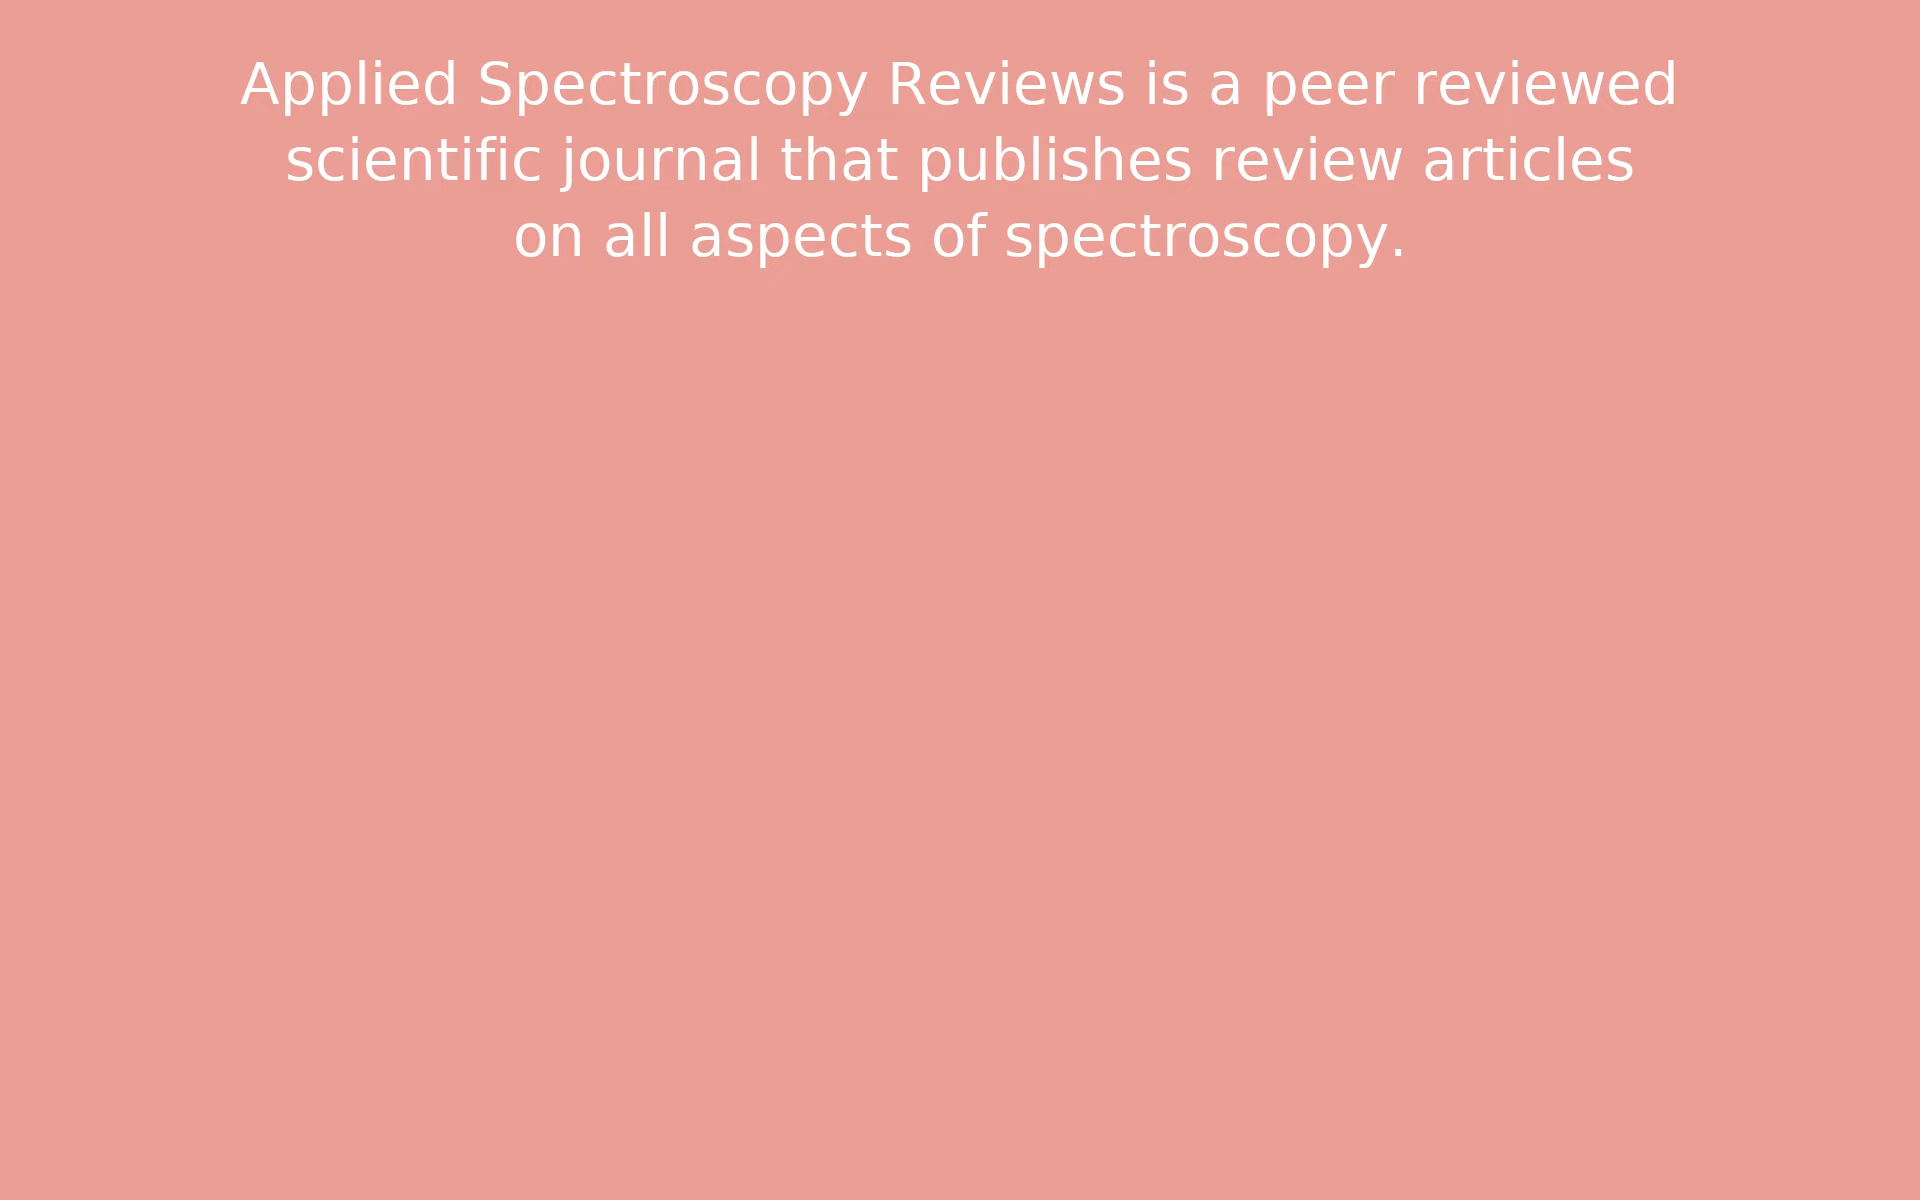 Applied Spectroscopy Reviews is a peer reviewed
scientific journal that publishes review articles
on all aspects of spectroscopy.